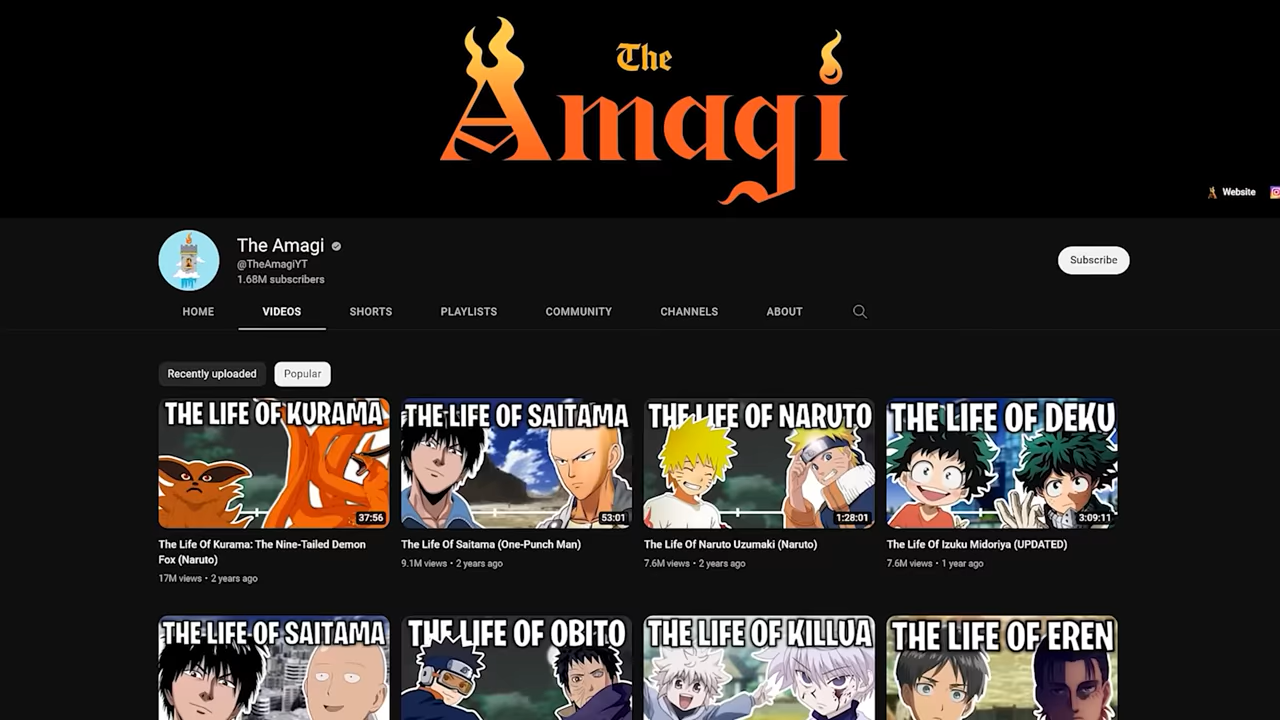 The
Amagi
Website
The Amagi
@TheAmagiYT
1.68M subscribers
Subscribe
HOME
VIDEOS
SHORTS
PLAYLISTS
COMMUNITY
CHANNELS
ABOUT
Recently uploaded
Popular
THE LIFE OF KURAMA
37:56
The Life Of Kurama: The Nine-Tailed Demon
Fox (Naruto)
17M views • 2 years ago
THE LIFE OF SAITAMA
53:01
The Life Of Saitama (One-Punch Man)
9.1M views • 2 years ago
THE LIFE OF NARUTO
1:28:01
The Life Of Naruto Uzumaki (Naruto)
7.6M views • 2 years ago
THE LIFE OF DEKU
3:09:11
The Life Of Izuku Midoriya (UPDATED)
7.6M views • 1 year ago
THE LIFE OF SAITAMA
THE LIFE OF OBITO
THE LIFE OF KILLUA
THE LIFE OF EREN